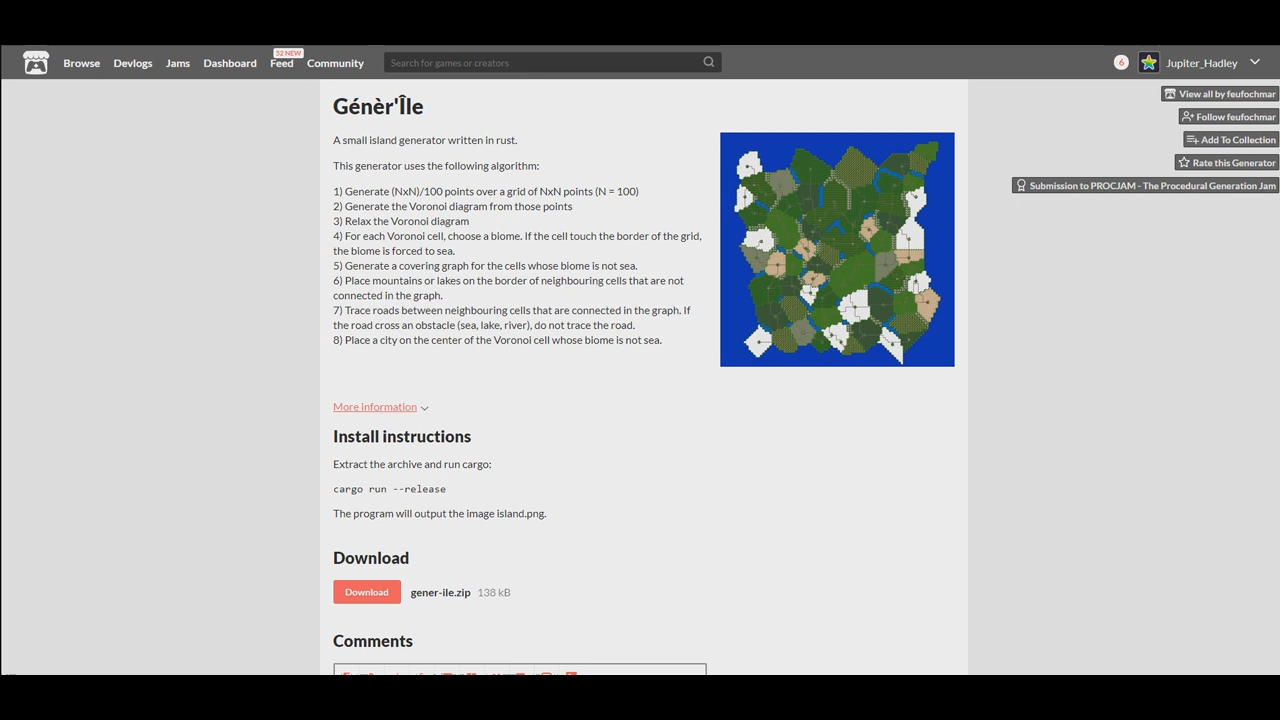 52 NEW
Browse
Devlogs
Jams
Dashboard
Feed
Community
Search for games or creators
6
Jupiter_Hadley
View all by feufochmar
Follow feufochmar
Add To Collection
Rate this Generator
Submission to PROCJAM - The Procedural Generation Jam
Génèr'Île
A small island generator written in rust.
This generator uses the following algorithm:
1) Generate (NxN)/100 points over a grid of NxN points (N = 100)
2) Generate the Voronoi diagram from those points
3) Relax the Voronoi diagram
4) For each Voronoi cell, choose a biome. If the cell touch the border of the grid,
the biome is forced to sea.
5) Generate a covering graph for the cells whose biome is not sea.
6) Place mountains or lakes on the border of neighbouring cells that are not
connected in the graph.
7) Trace roads between neighbouring cells that are connected in the graph. If
the road cross an obstacle (sea, lake, river), do not trace the road.
8) Place a city on the center of the Voronoi cell whose biome is not sea.
More information
Install instructions
Extract the archive and run cargo:
cargo run --release
The program will output the image island.png.
Download
Download gener-ile.zip 138 kB
Comments